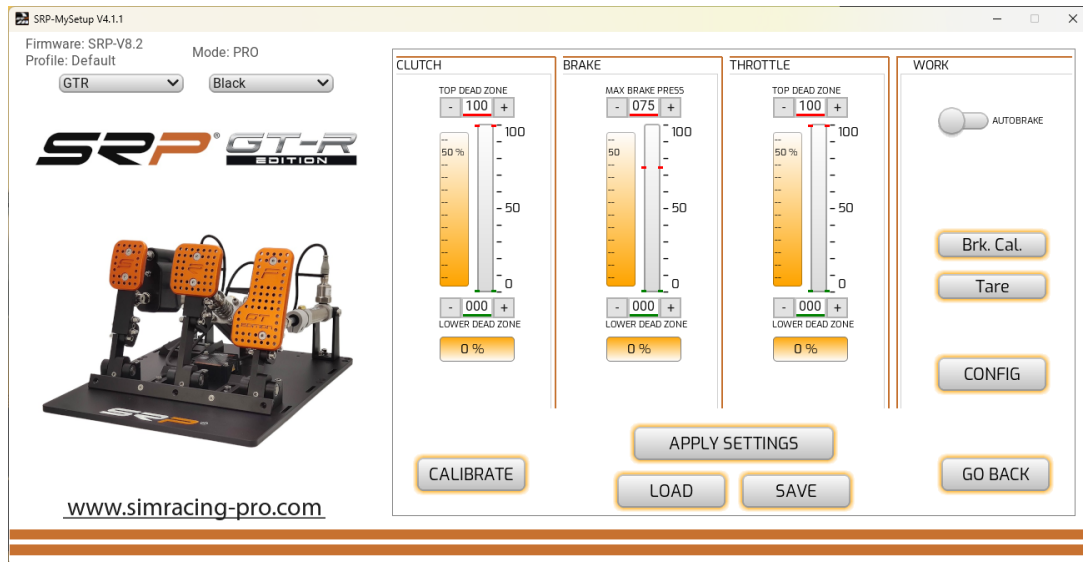 SRP-MySetup V4.1.1
Firmware: SRP-V8.2
Profile: Default
Mode: PRO
GTR
Black
SRP® GT-R
EDITION
SRP®
www.simracing-pro.com
CLUTCH
TOP DEAD ZONE
- 100 +
50 %
100
50
0
- 000 +
LOWER DEAD ZONE
0 %
BRAKE
MAX BRAKE PRESS
- 075 +
50
100
50
0
- 000 +
LOWER DEAD ZONE
0 %
THROTTLE
TOP DEAD ZONE
- 100 +
50 %
100
50
0
- 000 +
LOWER DEAD ZONE
0 %
WORK
AUTOBRAKE
Brk. Cal.
Tare
CONFIG
APPLY SETTINGS
CALIBRATE
LOAD
SAVE
GO BACK